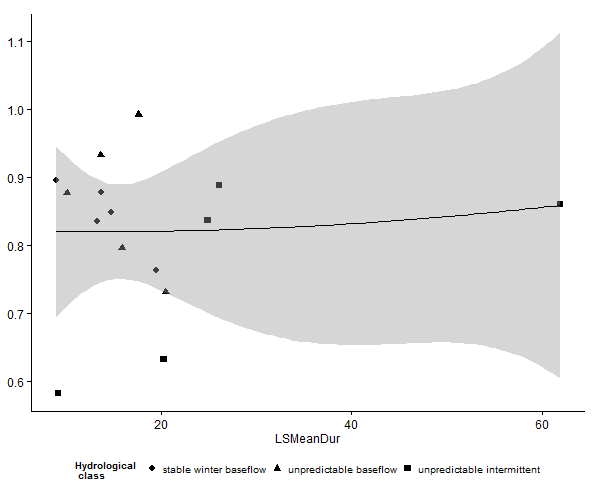 1.1
1.0
0.9
0.8
0.7
0.6
20 40 60
LSMeanDur
Hydrological
class
stable winter baseflow unpredictable baseflow unpredictable intermittent